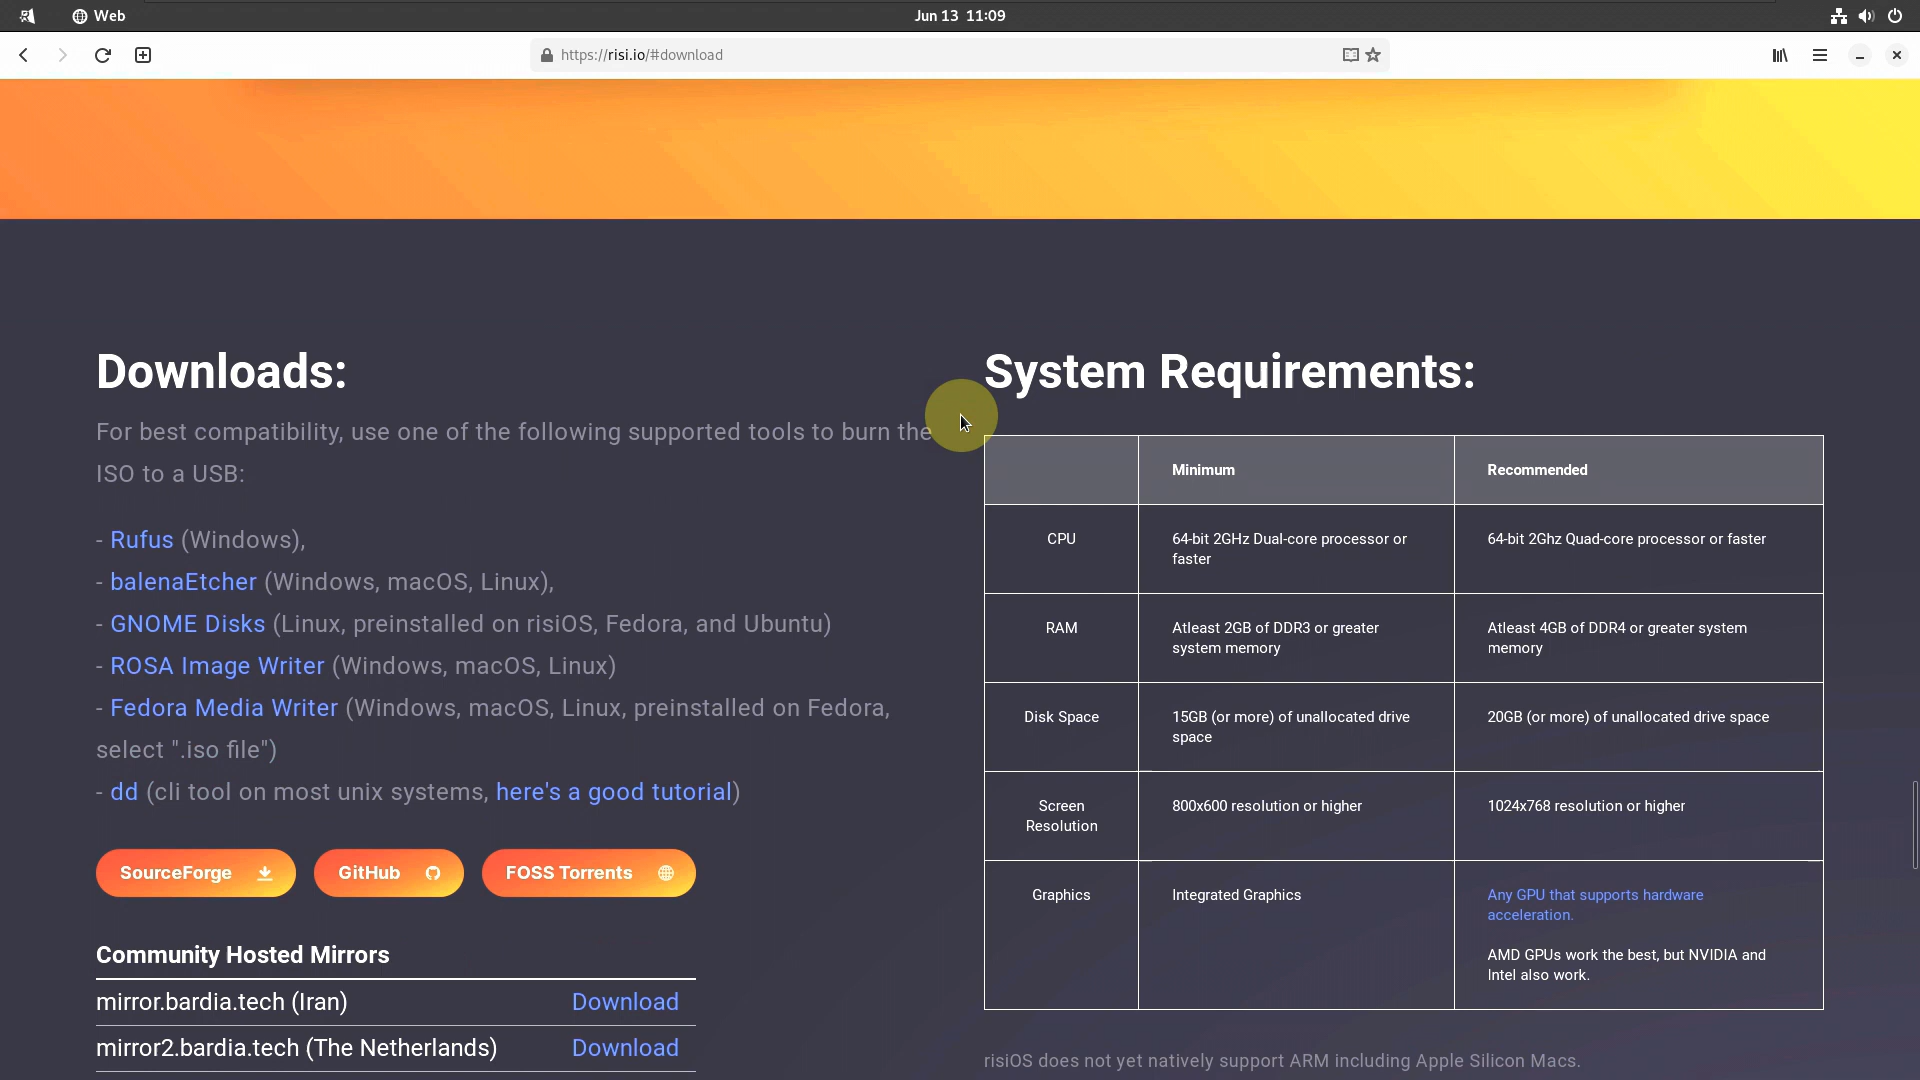 Web
Jun 13 11:09
https://risi.io/#download
Downloads:
For best compatibility, use one of the following supported tools to burn the
ISO to a USB:
- Rufus (Windows),
- balenaEtcher (Windows, macOS, Linux),
- GNOME Disks (Linux, preinstalled on risiOS, Fedora, and Ubuntu)
- ROSA Image Writer (Windows, macOS, Linux)
- Fedora Media Writer (Windows, macOS, Linux, preinstalled on Fedora,
select ".iso file")
- dd (cli tool on most unix systems, here's a good tutorial)
SourceForge
GitHub
FOSS Torrents
Community Hosted Mirrors
mirror.bardia.tech (Iran) Download
mirror2.bardia.tech (The Netherlands) Download
System Requirements:
Minimum
Recommended
CPU
64-bit 2GHz Dual-core processor or
faster
64-bit 2Ghz Quad-core processor or faster
RAM
Atleast 2GB of DDR3 or greater
system memory
Atleast 4GB of DDR4 or greater system
memory
Disk Space
15GB (or more) of unallocated drive
space
20GB (or more) of unallocated drive space
Screen
Resolution
800x600 resolution or higher
1024x768 resolution or higher
Graphics
Integrated Graphics
Any GPU that supports hardware
acceleration.
AMD GPUs work the best, but NVIDIA and
Intel also work.
risiOS does not yet natively support ARM including Apple Silicon Macs.